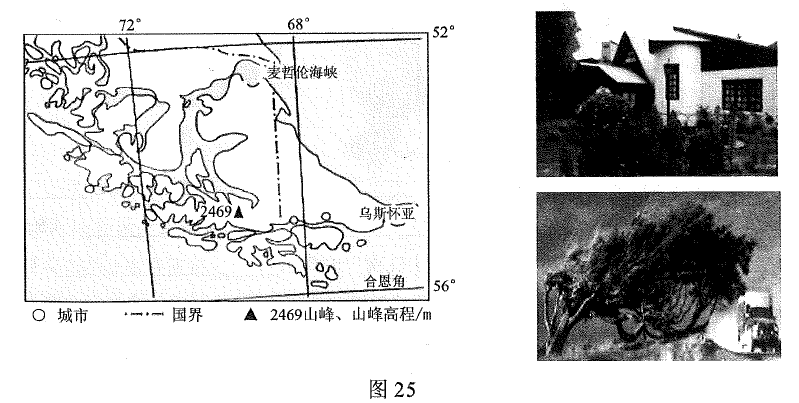 72°
68°
52°
麦哲伦海峡
2469
乌斯怀亚
合恩角
56°
城市
国界
2469山峰、山峰高程/m
图 25